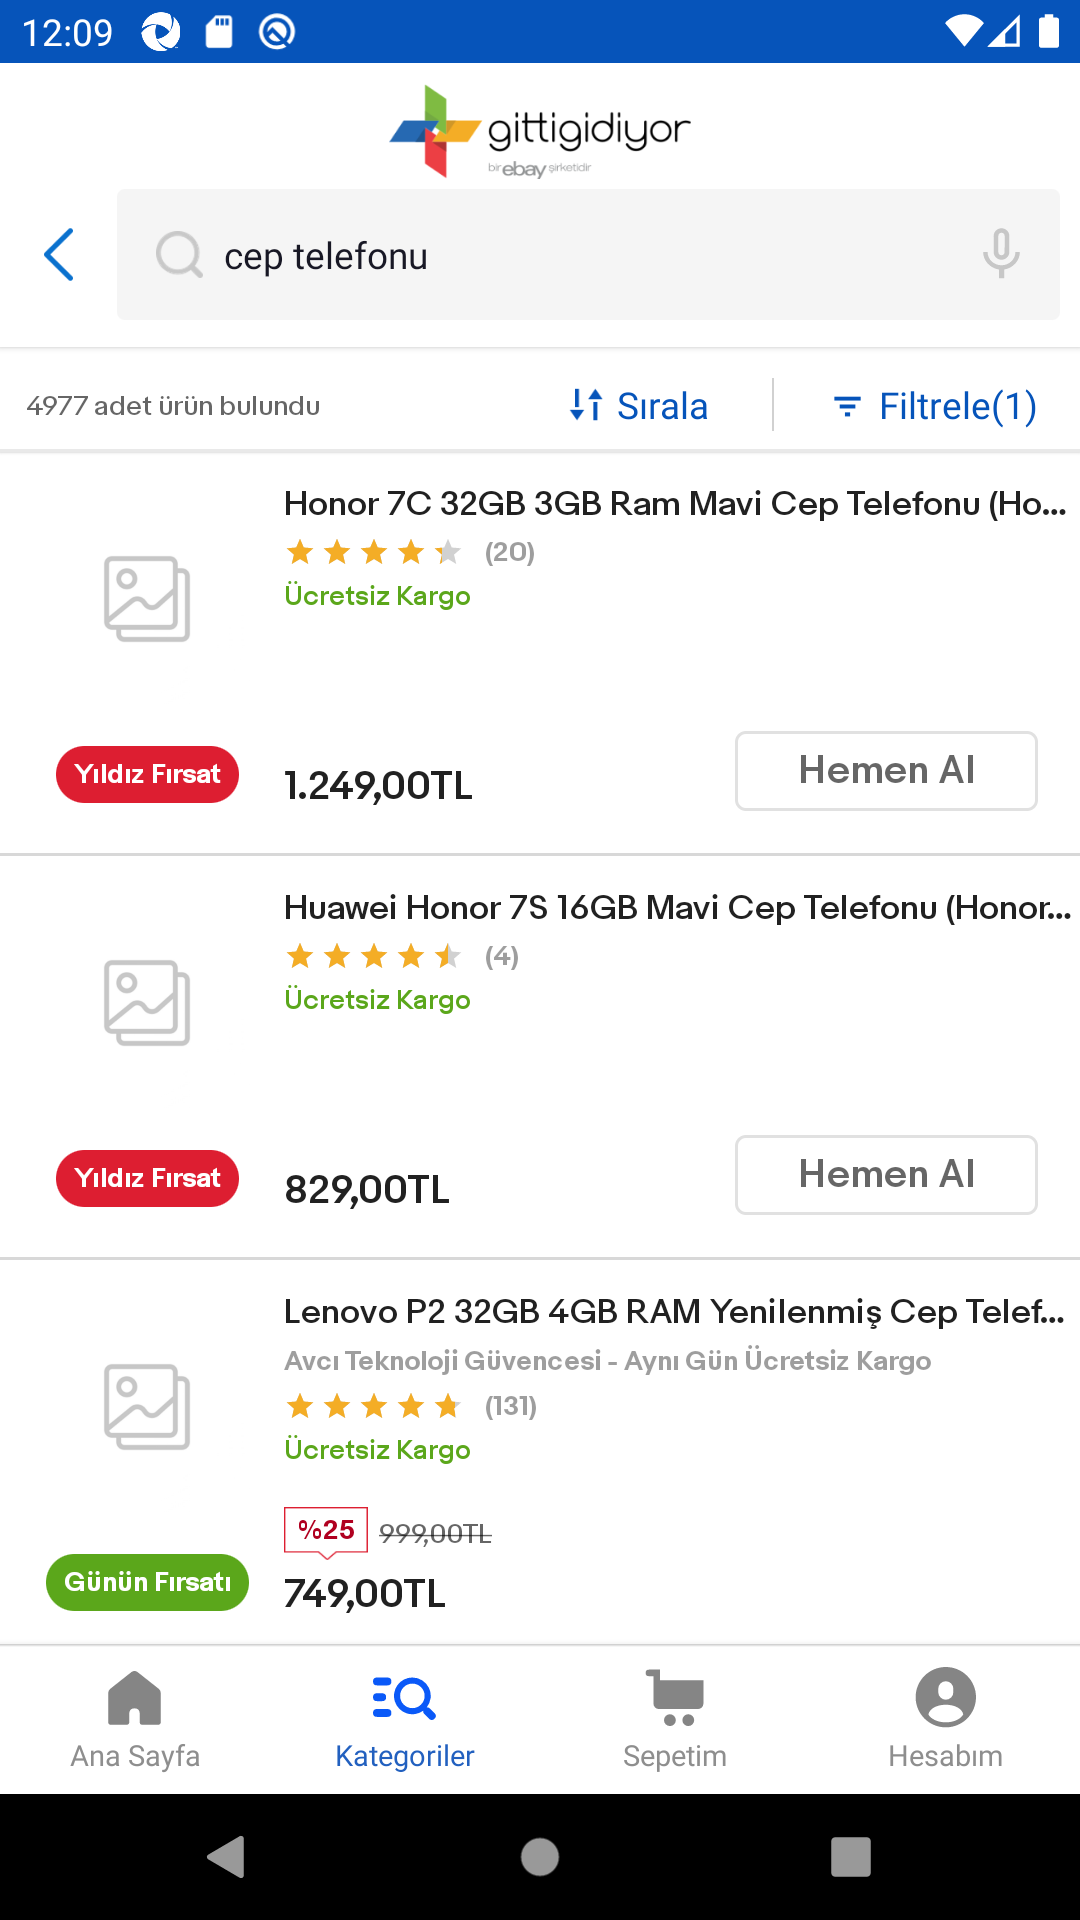 12:09
gittigidiyor
bir ebay şirketidir
cep telefonu
4977 adet ürün bulundu
Sırala
Filtrele(1)
Honor 7C 32GB 3GB Ram Mavi Cep Telefonu (Ho...
(20)
Ücretsiz Kargo
Yıldız Fırsat
1.249,00TL
Hemen Al
Huawei Honor 7S 16GB Mavi Cep Telefonu (Honor...
(4)
Ücretsiz Kargo
Yıldız Fırsat
829,00TL
Hemen Al
Lenovo P2 32GB 4GB RAM Yenilenmiş Cep Telef...
Avcı Teknoloji Güvencesi - Aynı Gün Ücretsiz Kargo
(131)
Ücretsiz Kargo
%25 999,00TL
Günün Fırsatı
749,00TL
Ana Sayfa
Kategoriler
Sepetim
Hesabım